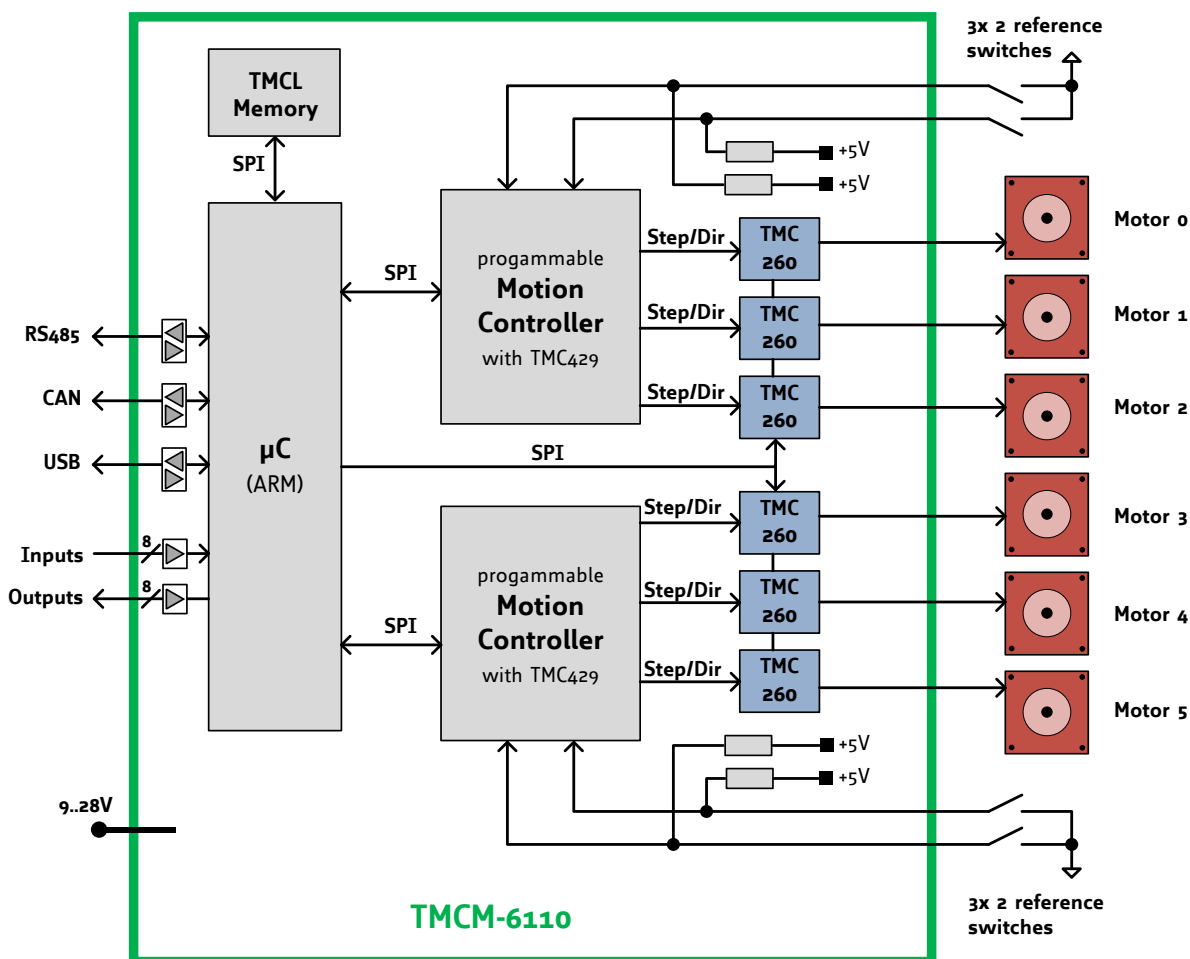 3x 2 reference
switches
TMCL
Memory
SPI
+5V
+5V
progammable
Motion
Controller
with TMC429
SPI
Step/Dir
Step/Dir
Step/Dir
TMC
260
TMC
260
TMC
260
Motor 0
Motor 1
Motor 2
RS485
CAN
USB
µC
(ARM)
SPI
Inputs
8
Outputs
8
progammable
Motion
Controller
with TMC429
SPI
Step/Dir
Step/Dir
Step/Dir
TMC
260
TMC
260
TMC
260
Motor 3
Motor 4
Motor 5
+5V
+5V
9..28V
3x 2 reference
switches
TMCM-6110